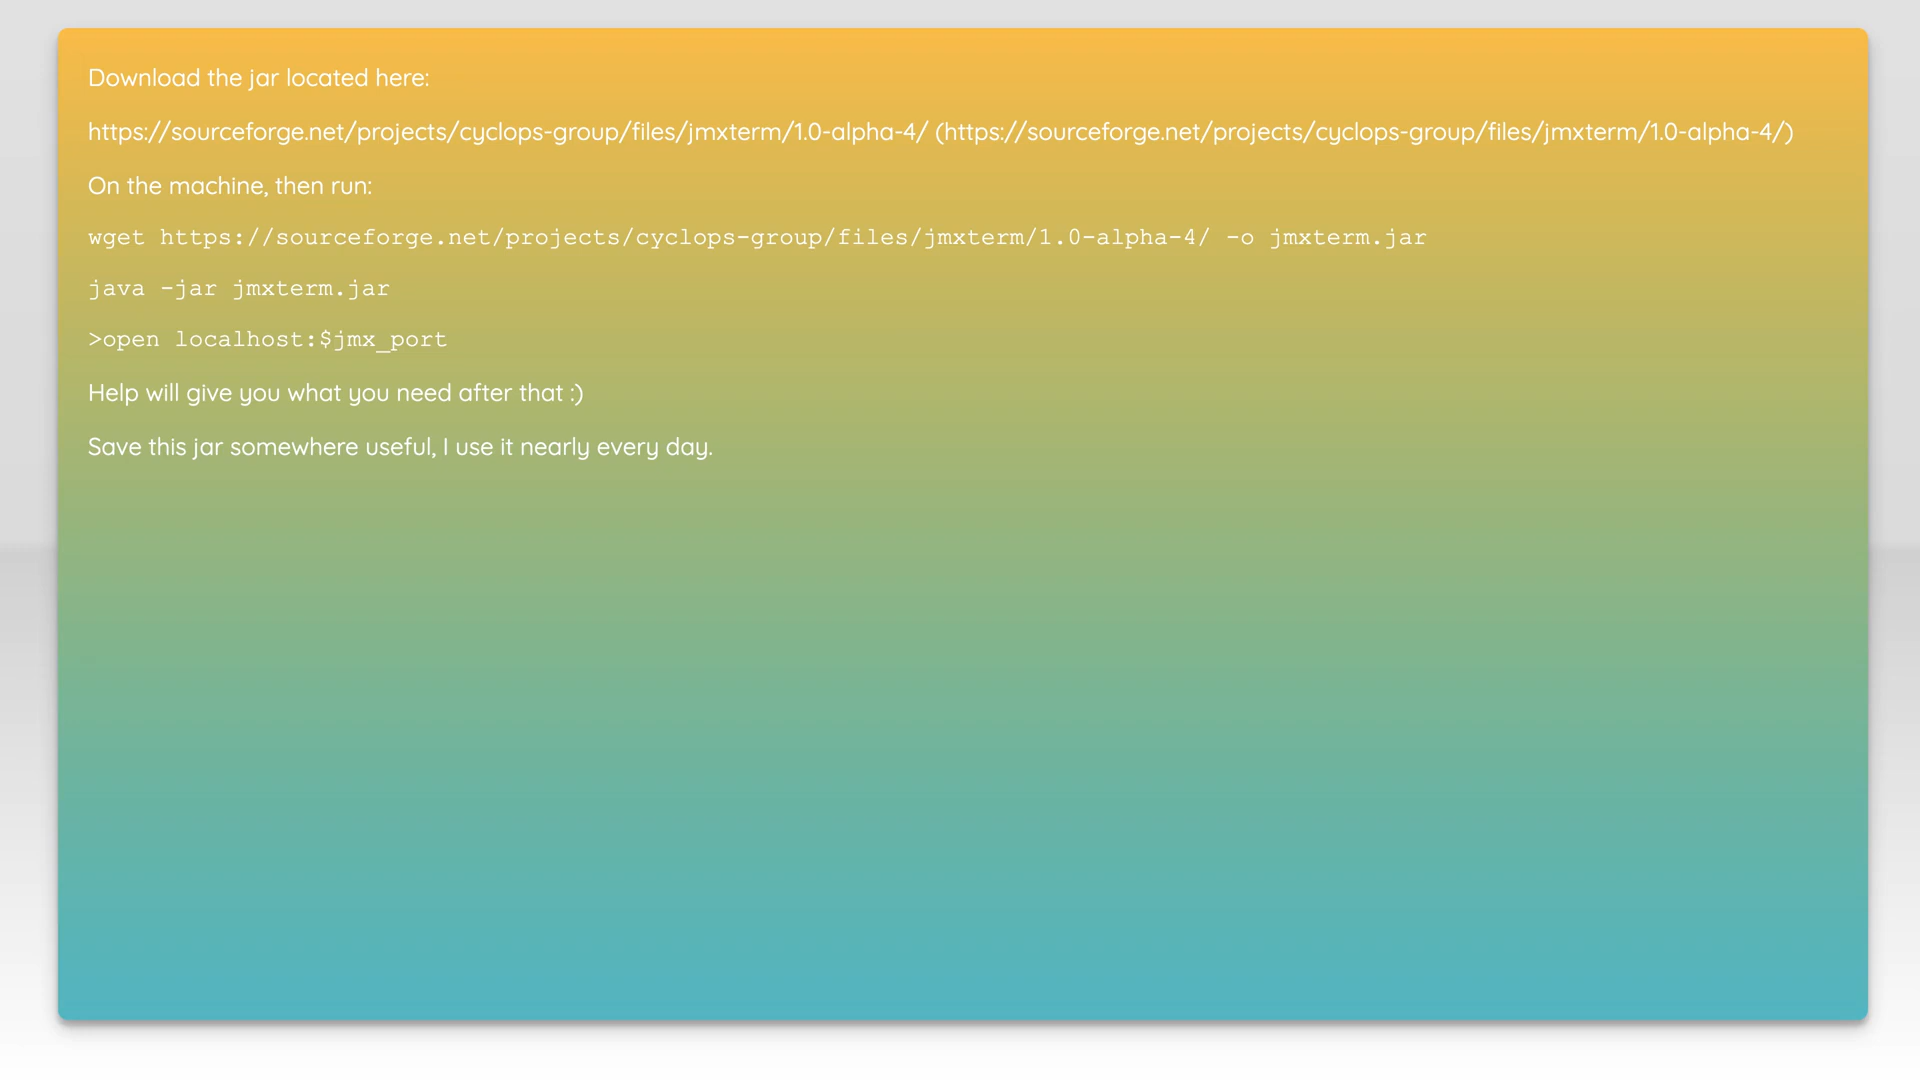 Download the jar located here:
https://sourceforge.net/projects/cyclops-group/files/jmxterm/1.0-alpha-4/ (https://sourceforge.net/projects/cyclops-group/files/jmxterm/1.0-alpha-4/)
On the machine, then run:
wget https://sourceforge.net/projects/cyclops-group/files/jmxterm/1.0-alpha-4/ -o jmxterm.jar
java -jar jmxterm.jar
>open localhost:$jmx_port
Help will give you what you need after that :)
Save this jar somewhere useful, I use it nearly every day.